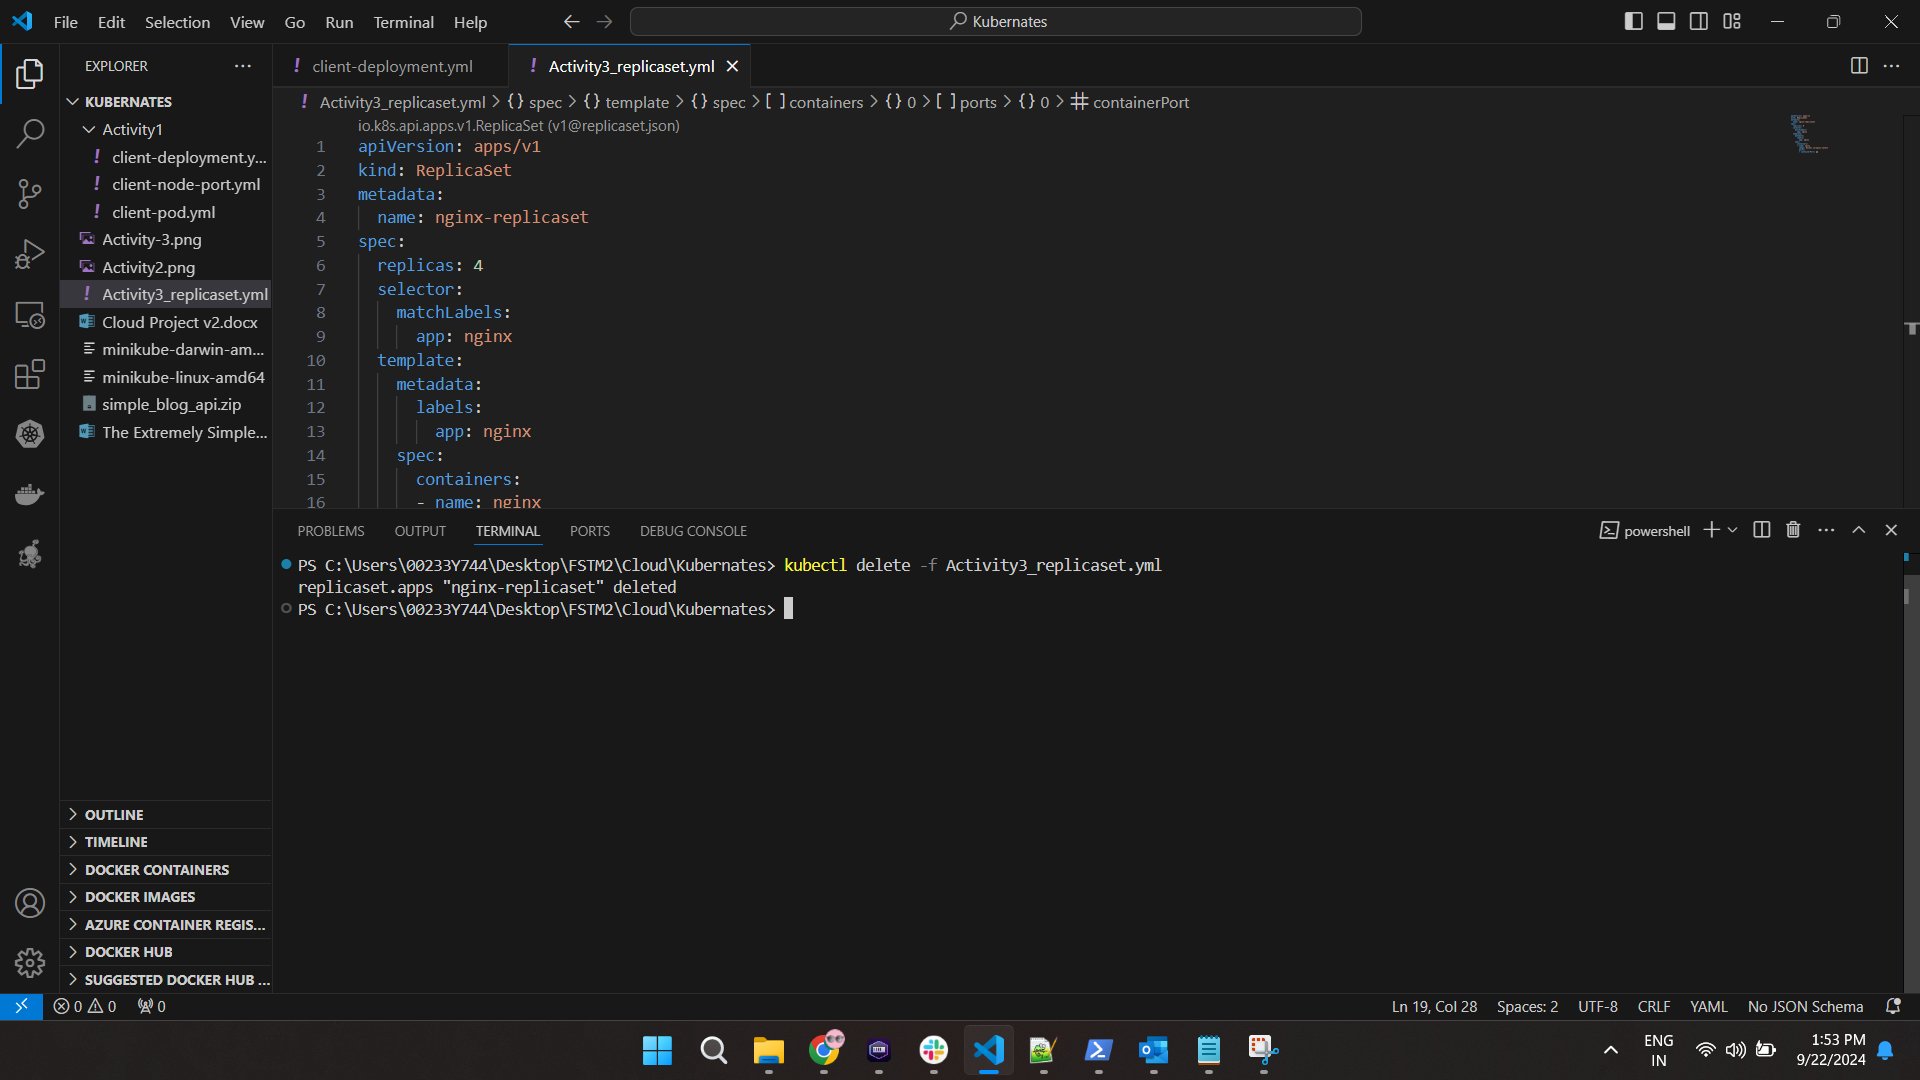 File Edit Selection View Go Run Terminal Help
Kubernates
EXPLORER
client-deployment.yml
Activity3_replicaset.yml
KUBERNATES
Activity1
client-deployment.y...
client-node-port.yml
client-pod.yml
Activity-3.png
Activity2.png
Activity3_replicaset.yml
Cloud Project v2.docx
minikube-darwin-am...
minikube-linux-amd64
simple_blog_api.zip
The Extremely Simple...
OUTLINE
TIMELINE
DOCKER CONTAINERS
DOCKER IMAGES
AZURE CONTAINER REGIS...
DOCKER HUB
SUGGESTED DOCKER HUB ...
Activity3_replicaset.yml > {} spec > {} template > {} spec > [ ] containers > {} 0 > [ ] ports > {} 0 > # containerPort
io.k8s.api.apps.v1.ReplicaSet (v1@replicaset.json)
1 apiVersion: apps/v1
2 kind: ReplicaSet
3 metadata:
4 name: nginx-replicaset
5 spec:
6 replicas: 4
7 selector:
8 matchLabels:
9 app: nginx
10 template:
11 metadata:
12 labels:
13 app: nginx
14 spec:
15 containers:
16 - name: nginx
PROBLEMS OUTPUT TERMINAL PORTS DEBUG CONSOLE
powershell
PS C:\Users\00233Y744\Desktop\FSTM2\Cloud\Kubernates> kubectl delete -f Activity3_replicaset.yml
replicaset.apps "nginx-replicaset" deleted
PS C:\Users\00233Y744\Desktop\FSTM2\Cloud\Kubernates>
0 0 0
Ln 19, Col 28 Spaces: 2 UTF-8 CRLF YAML No JSON Schema
ENG
IN
1:53 PM
9/22/2024